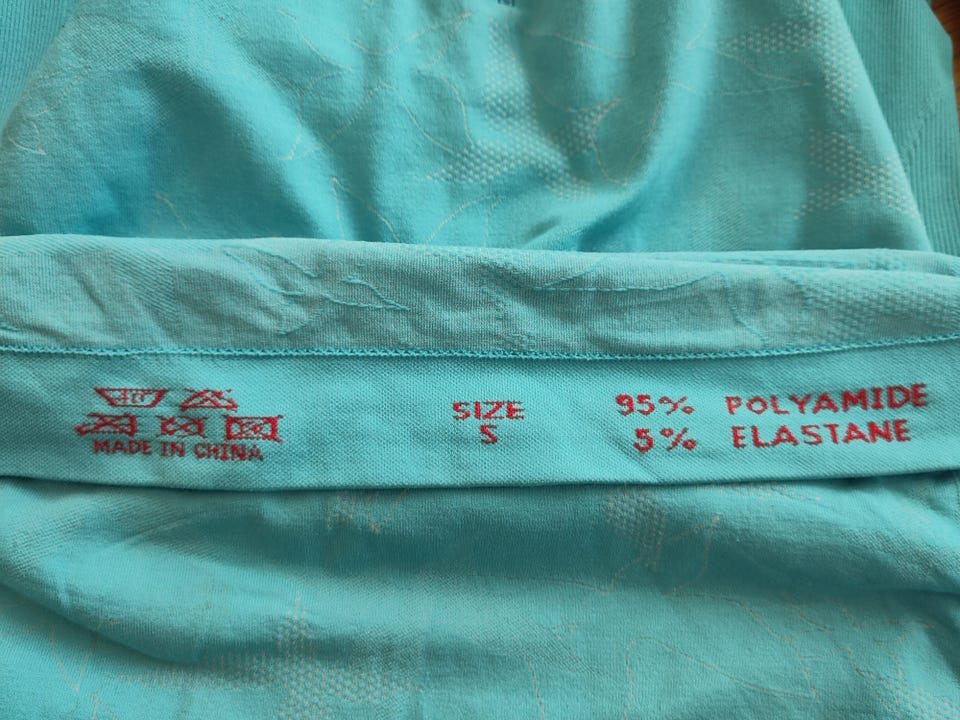 MADE IN CHINA
SIZE
S
95% POLYAMIDE
5% ELASTANE